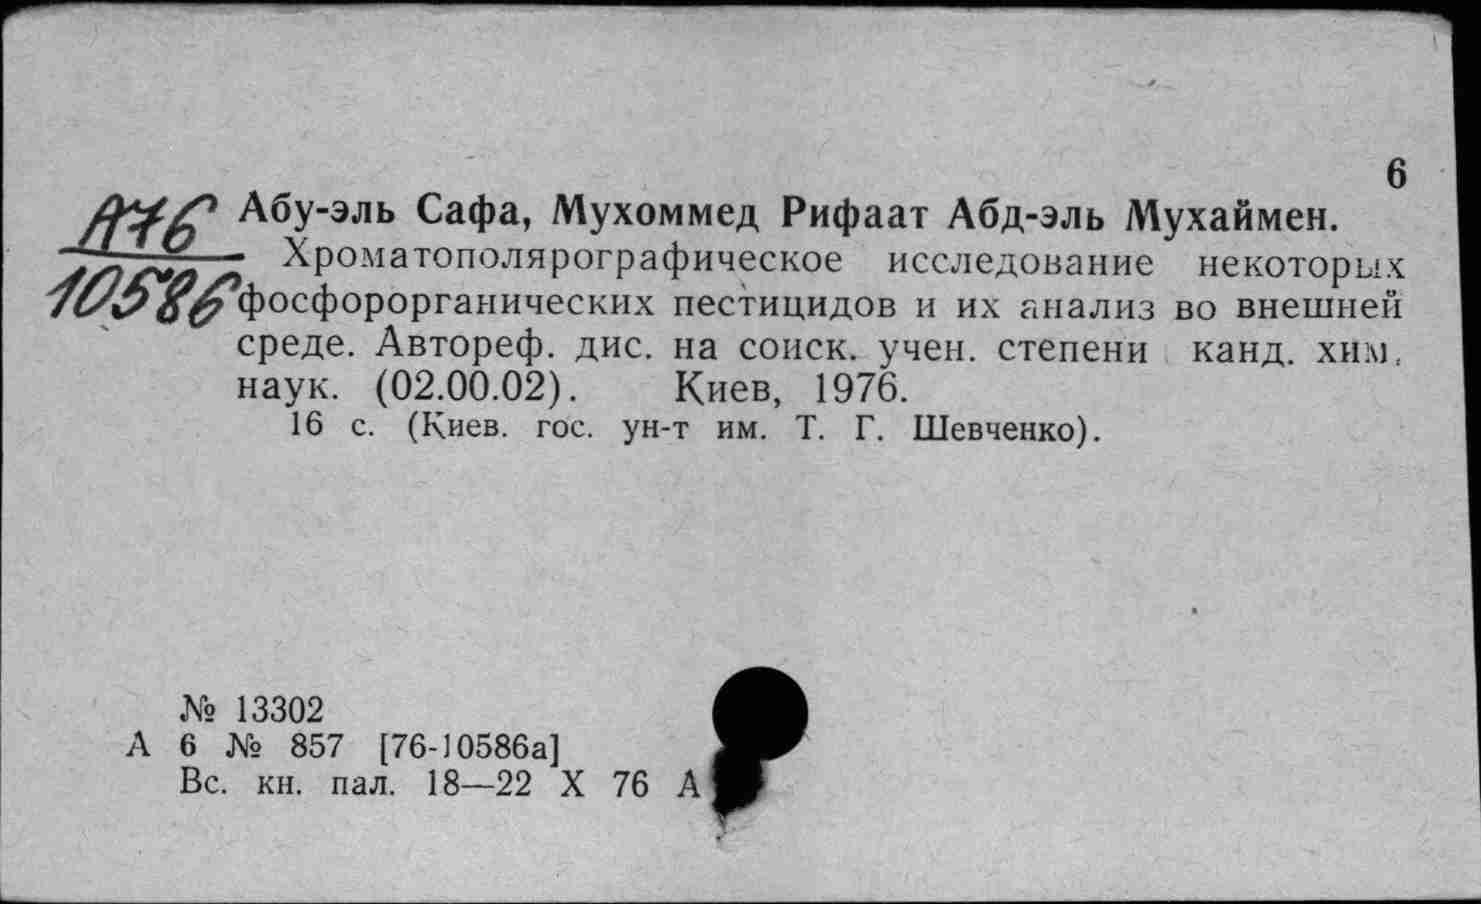 6
А76 Абу-эль Сафа, Мухоммед Рифаат Абд-эль Мухаймен.
Хроматополярографическое исследование некоторых
10586 фосфорорганических пестицидов и их анализ во внешней
среде. Автореф. дис. на соиск. учен. степени канд. хим.
наук. (02.00.02). Киев, 1976.
16 с. (Киев. гос. ун-т им. Т. Г. Шевченко).
№ 13302
А 6 № 857 [76-10586а]
Вс. кн. пал. 18—22 X 76 А